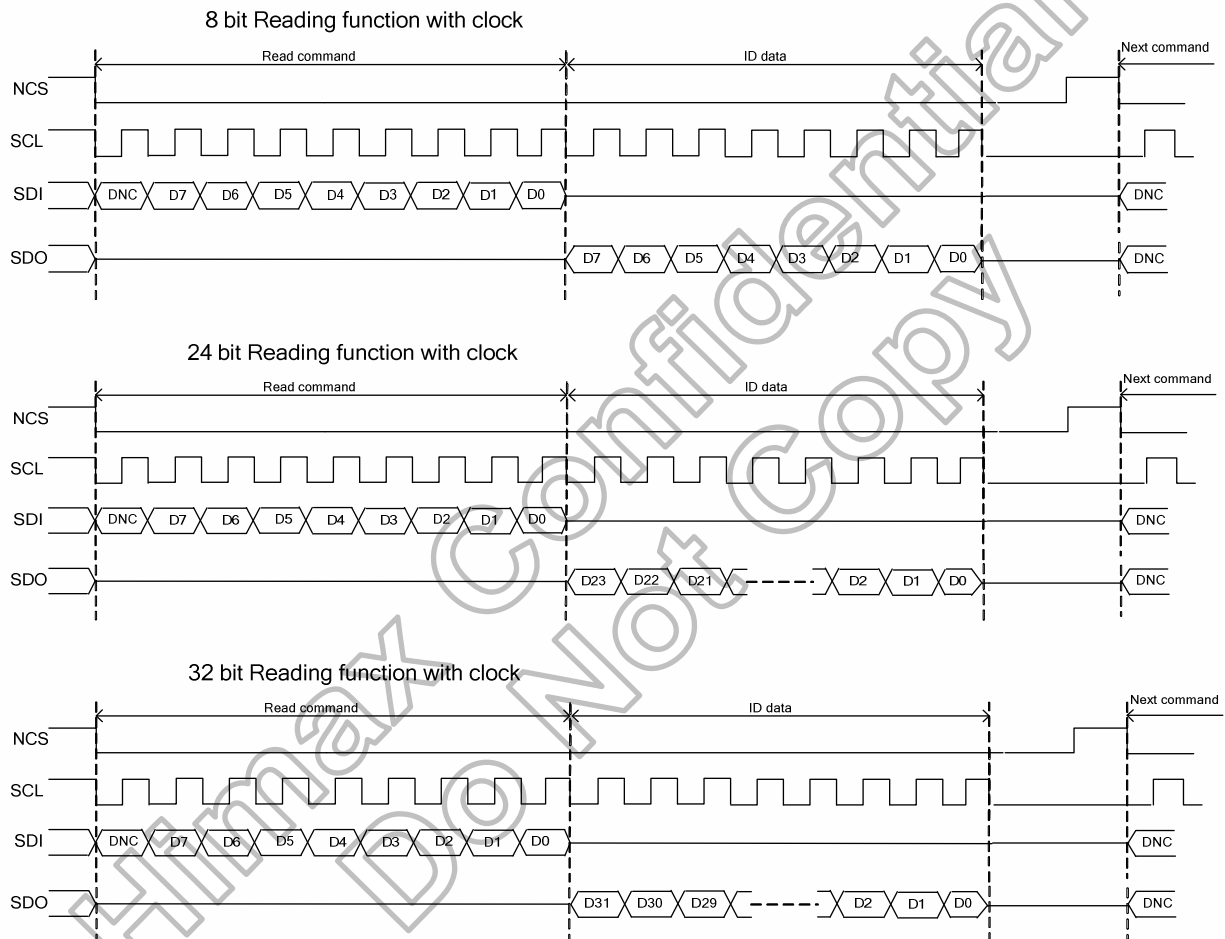 8 bit Reading function with clock
Read command ID data Next command
NCS
SCL
SDI DNC D7 D6 D5 D4 D3 D2 D1 D0 DNC
SDO D7 D6 D5 D4 D3 D2 D1 D0 DNC
24 bit Reading function with clock
Read command ID data Next command
NCS
SCL
SDI DNC D7 D6 D5 D4 D3 D2 D1 D0 DNC
SDO D23 D22 D21 D2 D1 D0 DNC
32 bit Reading function with clock
Read command ID data Next command
NCS
SCL
SDI DNC D7 D6 D5 D4 D3 D2 D1 D0 DNC
SDO D31 D30 D29 D2 D1 D0 DNC
Himax Confidential
Do Not Copy